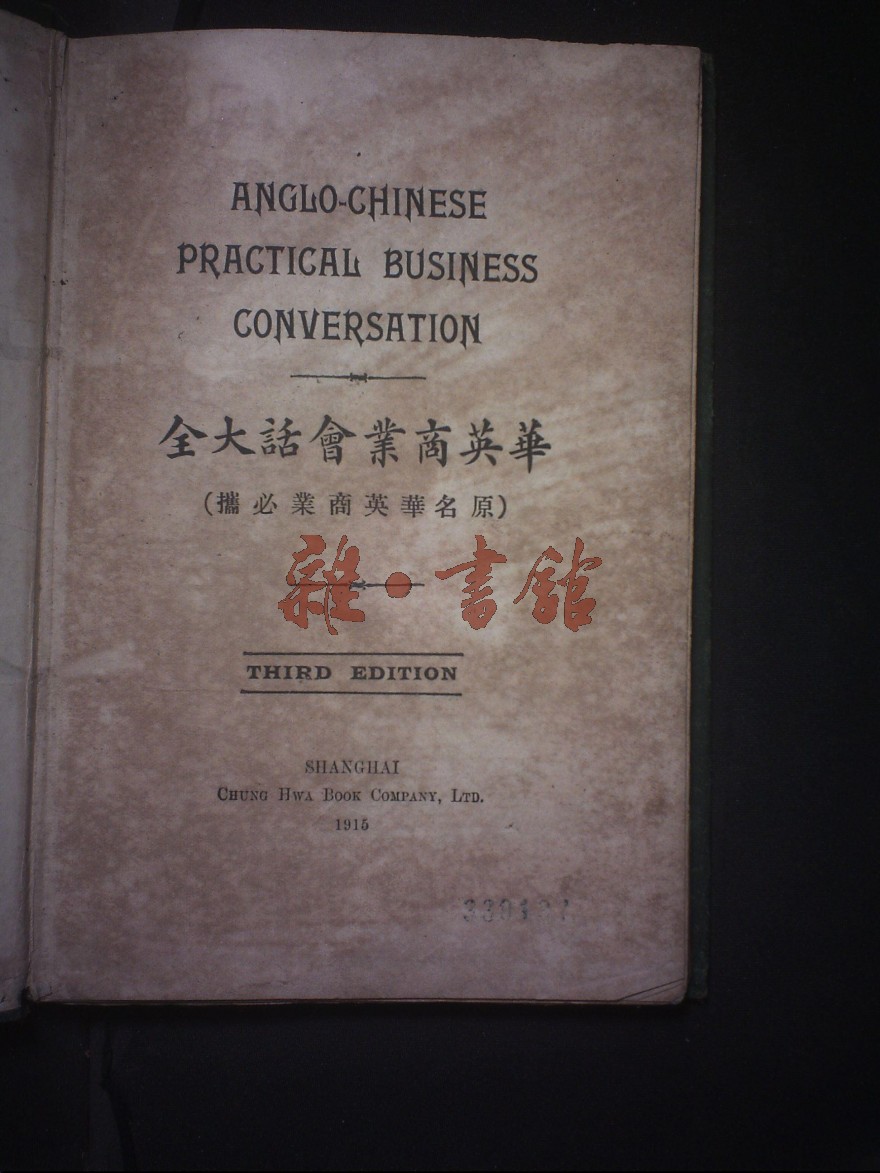 ANGLO-CHINESE
PRACTICAL BUSINESS
CONVERSATION
華英商業會話大全
(原名華英商業必攜)
雜•書館
THIRD EDITION
SHANGHAI
CHUNG HWA BOOK COMPANY, LTD.
1915